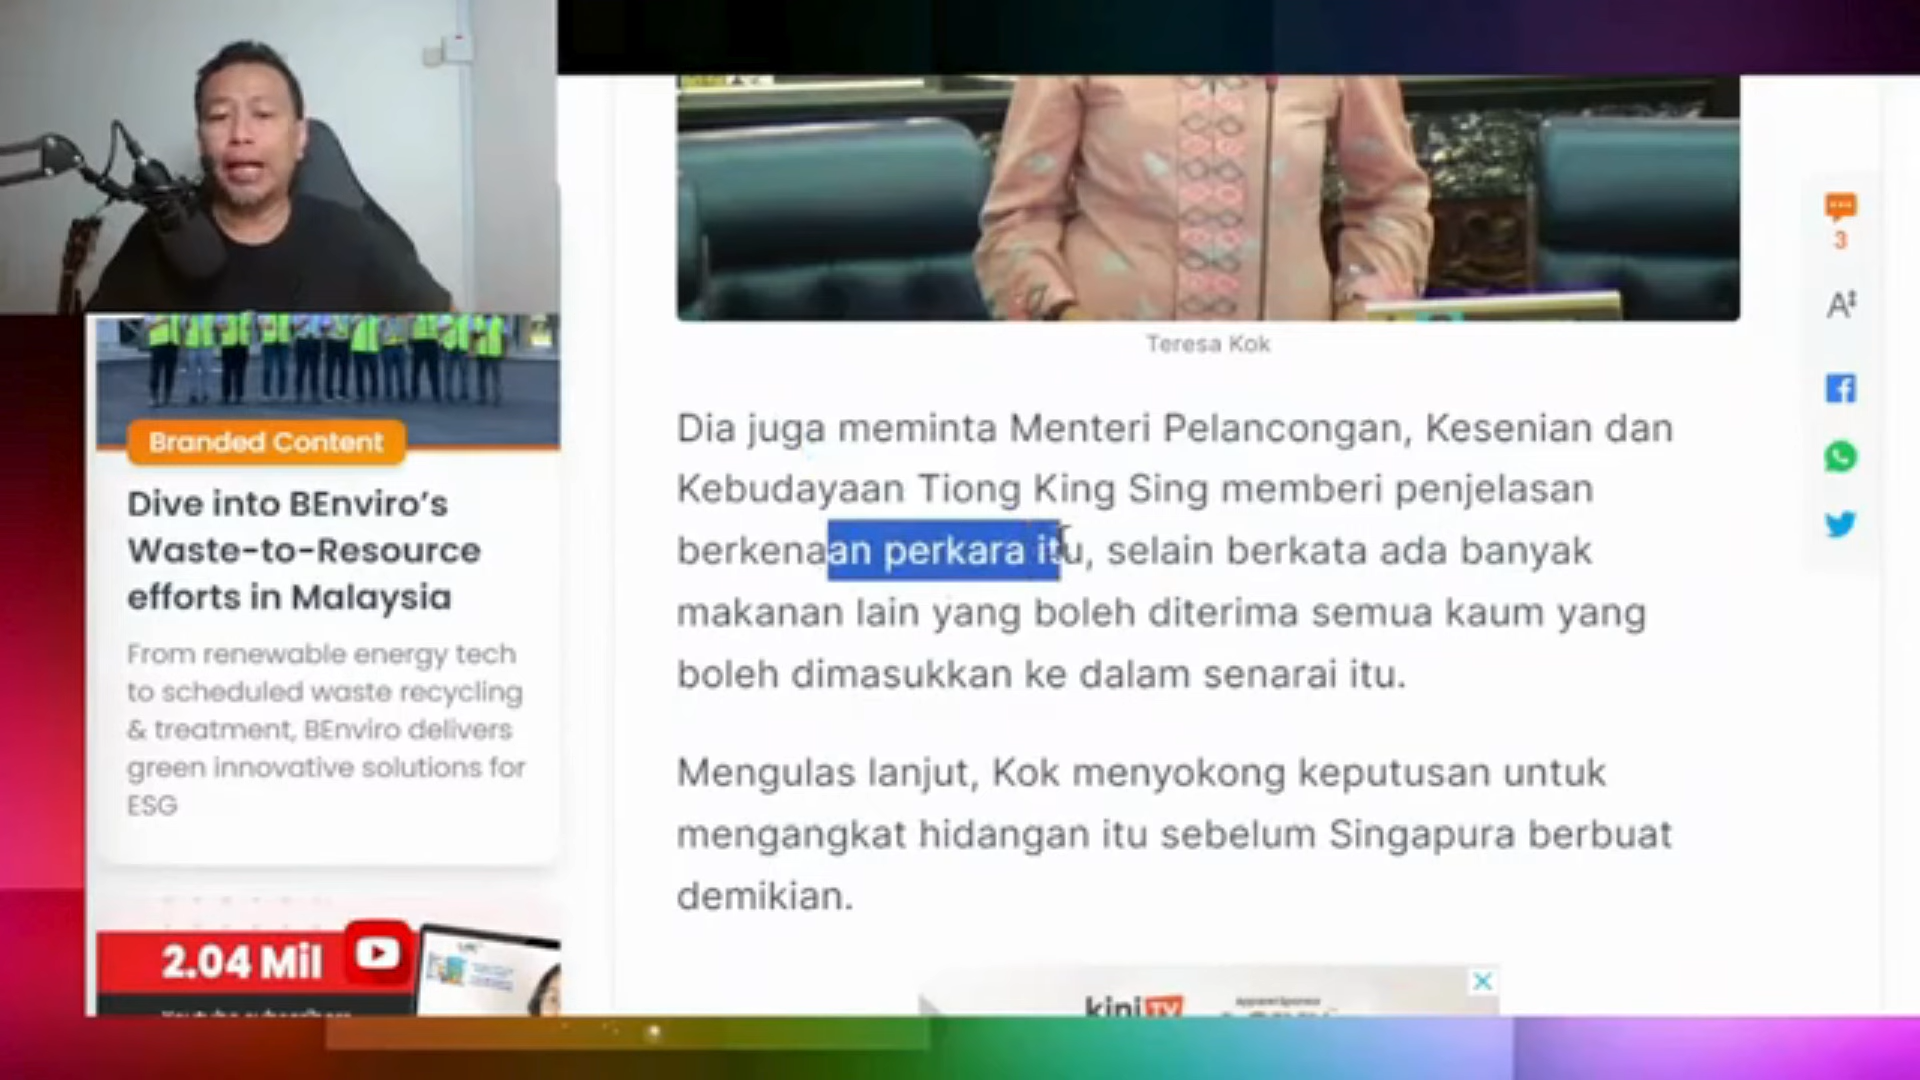 Teresa Kok
3
Dia juga meminta Menteri Pelancongan, Kesenian dan
Kebudayaan Tiong King Sing memberi penjelasan
berkenaan perkara itu, selain berkata ada banyak
makanan lain yang boleh diterima semua kaum yang
boleh dimasukkan ke dalam senarai itu.
Mengulas lanjut, Kok menyokong keputusan untuk
mengangkat hidangan itu sebelum Singapura berbuat
demikian.
Branded Content
Dive into BEnviro's
Waste-to-Resource
efforts in Malaysia
From renewable energy tech
to scheduled waste recycling
& treatment, BEnviro delivers
green innovative solutions for
ESG
2.04 Mil
kini TV